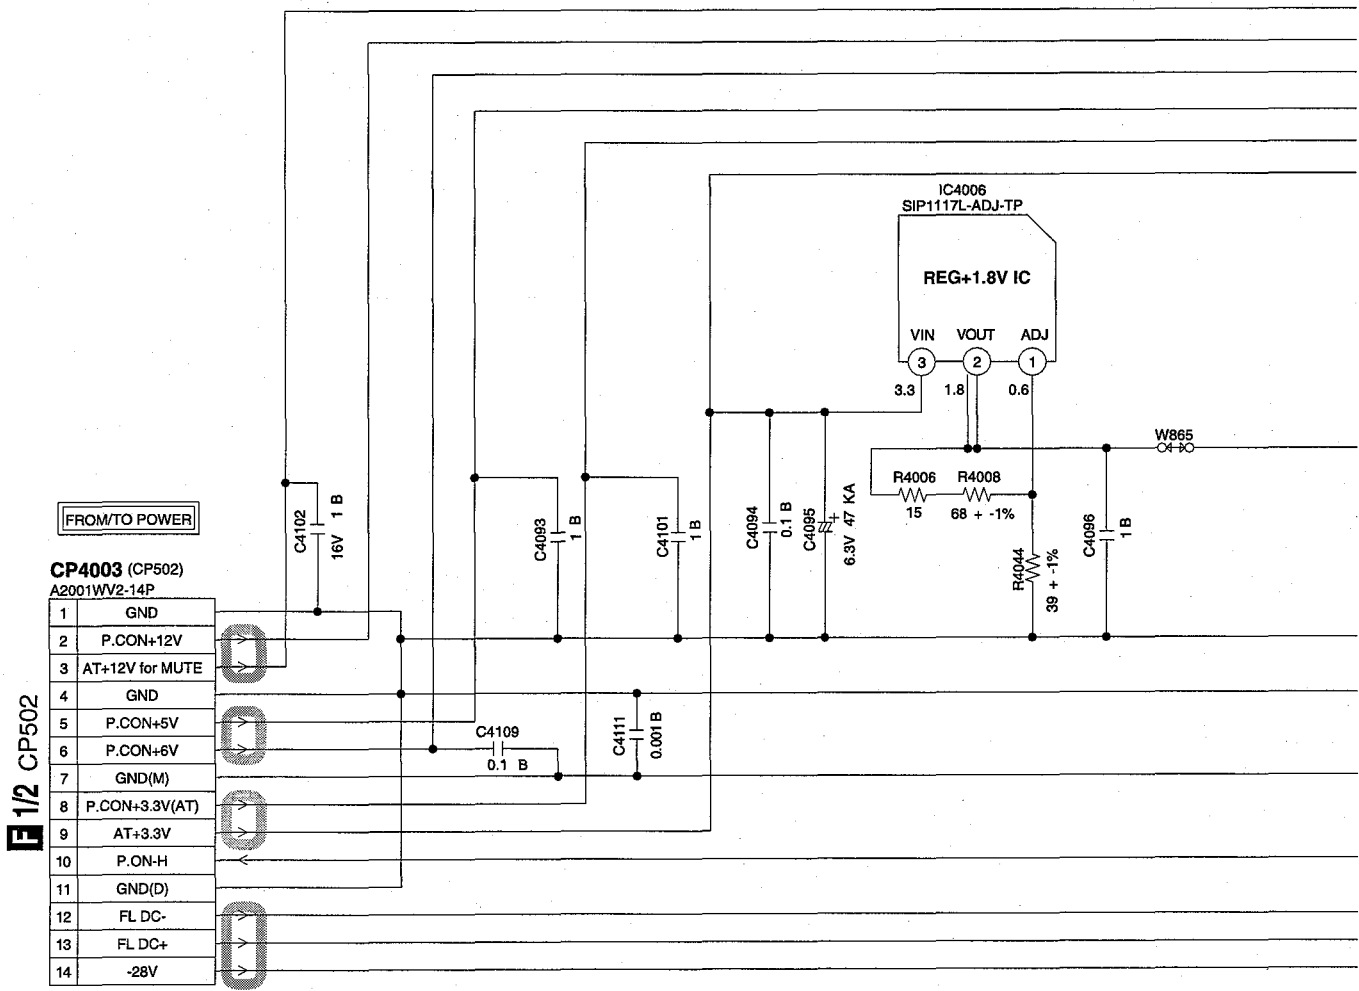 IC4006
SIP1117L-ADJ-TP
REG+1.8V IC
VIN VOUT ADJ
3 2 1
3.3 1.8 0.6
W865
R4006 R4008
15 68 + -1%
R4044
39 + -1%
C4096
1 B
C4102
16V 1 B
C4093
1 B
C4101
1 B
C4094
0.1 B
C4095
+
6.3V 47 KA
FROM/TO POWER
CP4003 (CP502)
A2001WV2-14P
1 GND
2 P.CON+12V
3 AT+12V for MUTE
4 GND
5 P.CON+5V
6 P.CON+6V
7 GND(M)
8 P.CON+3.3V(AT)
9 AT+3.3V
10 P.ON-H
11 GND(D)
12 FL DC-
13 FL DC+
14 -28V
C4109
0.1 B
C4111
0.001 B
F 1/2 CP502